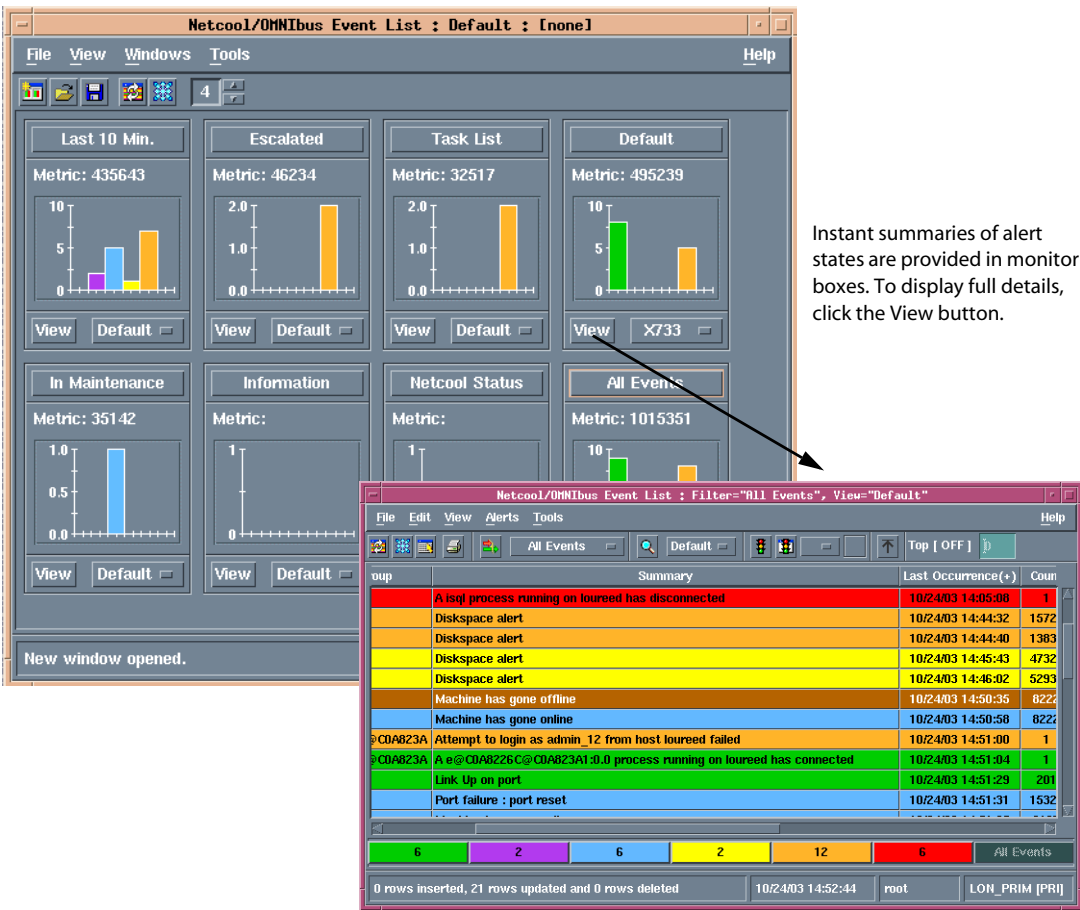 Netcool/OMNIbus Event List : Default : [none]
File View Windows Tools Help
4
Last 10 Min. Escalated Task List Default
Metric: 435643 Metric: 46234 Metric: 32517 Metric: 495239
10 2.0 2.0 10
5 1.0 1.0 5
0 0.0 0.0 0
View Default View Default View Default View X733
Instant summaries of alert
states are provided in monitor
boxes. To display full details,
click the View button.
In Maintenance Information Netcool Status All Events
Metric: 35142 Metric: Metric: Metric: 1015351
1.0 1 1 10
0.5
0.0 0
View Default View Default
New window opened.
Netcool/OMNIbus Event List : Filter="All Events", View="Default"
File Edit View Alerts Tools Help
All Events Default Top [ OFF ]
oup Summary Last Occurrence(+) Coun
A isql process running on loureed has disconnected 10/24/03 14:05:08 1
Diskspace alert 10/24/03 14:44:32 1572
Diskspace alert 10/24/03 14:44:40 1383
Diskspace alert 10/24/03 14:45:43 4732
Diskspace alert 10/24/03 14:46:02 5293
Machine has gone offline 10/24/03 14:50:35 8222
Machine has gone online 10/24/03 14:50:58 8222
@C0A823A Attempt to login as admin_12 from host loureed failed 10/24/03 14:51:00 1
@C0A823A A e@C0A8226C@C0A823A1:0.0 process running on loureed has connected 10/24/03 14:51:04 1
Link Up on port 10/24/03 14:51:29 201
Port failure : port reset 10/24/03 14:51:31 1532
6 2 6 2 12 6 All Events
0 rows inserted, 21 rows updated and 0 rows deleted 10/24/03 14:52:44 root LON_PRIM [PRI]